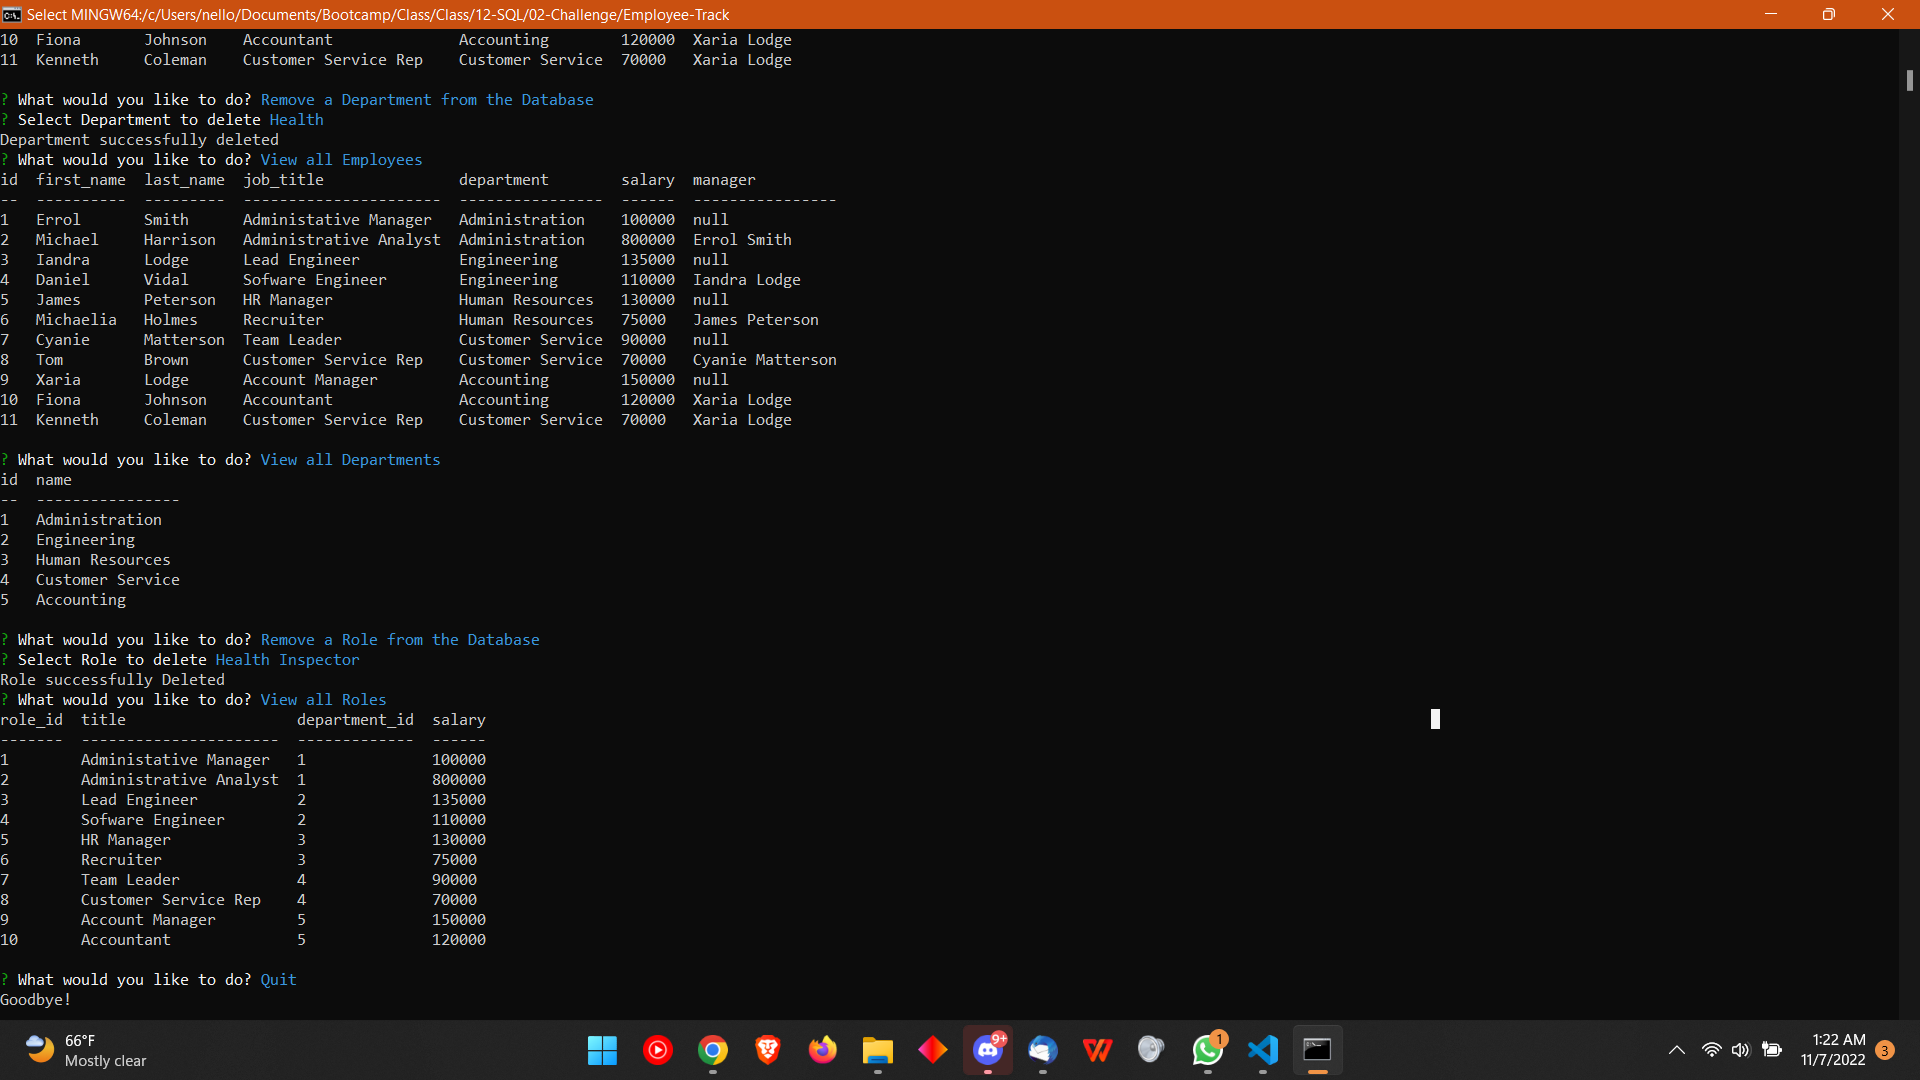 Select MINGW64:/c/Users/nello/Documents/Bootcamp/Class/Class/12-SQL/02-Challenge/Employee-Track
10  Fiona       Johnson    Accountant              Accounting        120000  Xaria Lodge
11  Kenneth     Coleman    Customer Service Rep    Customer Service  70000   Xaria Lodge
? What would you like to do? Remove a Department from the Database
? Select Department to delete Health
Department successfully deleted
? What would you like to do? View all Employees
id  first_name  last_name  job_title               department        salary  manager
--  ----------  ---------  ----------------------  ----------------  ------  ----------------
1   Errol       Smith      Administative Manager   Administration    100000  null
2   Michael     Harrison   Administrative Analyst  Administration    800000  Errol Smith
3   Iandra      Lodge      Lead Engineer           Engineering       135000  null
4   Daniel      Vidal      Sofware Engineer        Engineering       110000  Iandra Lodge
5   James       Peterson   HR Manager              Human Resources   130000  null
6   Michaelia   Holmes     Recruiter               Human Resources   75000   James Peterson
7   Cyanie      Matterson  Team Leader             Customer Service  90000   null
8   Tom         Brown      Customer Service Rep    Customer Service  70000   Cyanie Matterson
9   Xaria       Lodge      Account Manager         Accounting        150000  null
10  Fiona       Johnson    Accountant              Accounting        120000  Xaria Lodge
11  Kenneth     Coleman    Customer Service Rep    Customer Service  70000   Xaria Lodge
? What would you like to do? View all Departments
id  name
--  ----------------
1   Administration
2   Engineering
3   Human Resources
4   Customer Service
5   Accounting
? What would you like to do? Remove a Role from the Database
? Select Role to delete Health Inspector
Role successfully Deleted
? What would you like to do? View all Roles
role_id  title                   department_id  salary
-------  ----------------------  -------------  ------
1        Administative Manager   1              100000
2        Administrative Analyst  1              800000
3        Lead Engineer           2              135000
4        Sofware Engineer        2              110000
5        HR Manager              3              130000
6        Recruiter               3              75000
7        Team Leader             4              90000
8        Customer Service Rep    4              70000
9        Account Manager         5              150000
10       Accountant              5              120000
? What would you like to do? Quit
Goodbye!
66°F
Mostly clear
9+
1
1:22 AM
11/7/2022
3